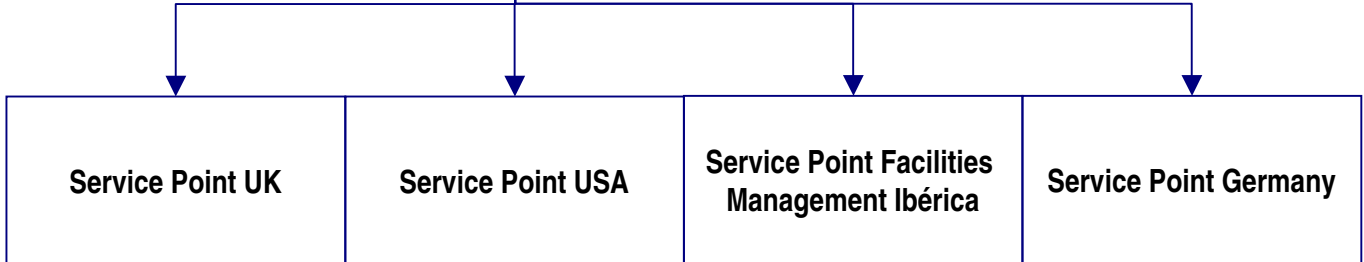 Service Point UK
Service Point USA
Service Point Facilities
Management Ibérica
Service Point Germany